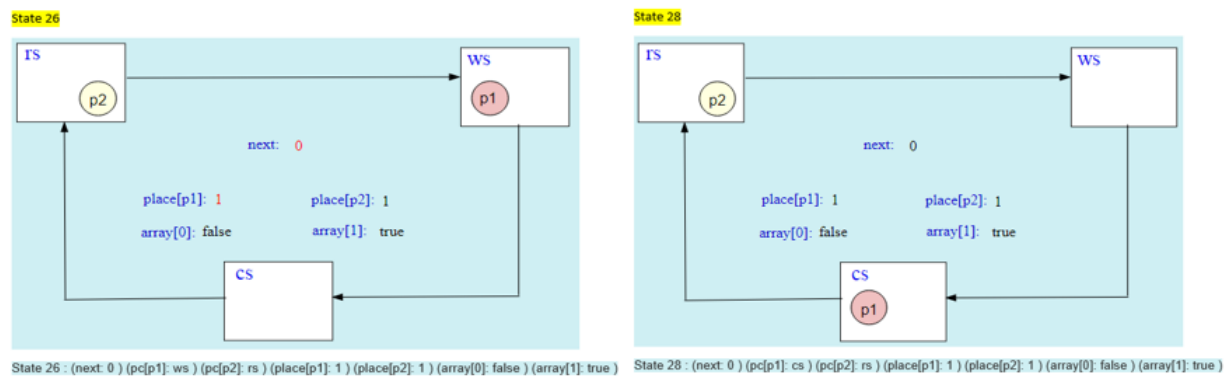 State 26
rs
ws
p2
p1
next: 0
place[p1]: 1
place[p2]: 1
array[0]: false
array[1]: true
cs
State 26 : (next: 0 ) (pc[p1]: ws ) (pc[p2]: rs ) (place[p1]: 1 ) (place[p2]: 1 ) (array[0]: false ) (array[1]: true )
State 28
rs
ws
p2
next: 0
place[p1]: 1
place[p2]: 1
array[0]: false
array[1]: true
cs
p1
State 28 : (next: 0 ) (pc[p1]: cs ) (pc[p2]: rs ) (place[p1]: 1 ) (place[p2]: 1 ) (array[0]: false ) (array[1]: true )